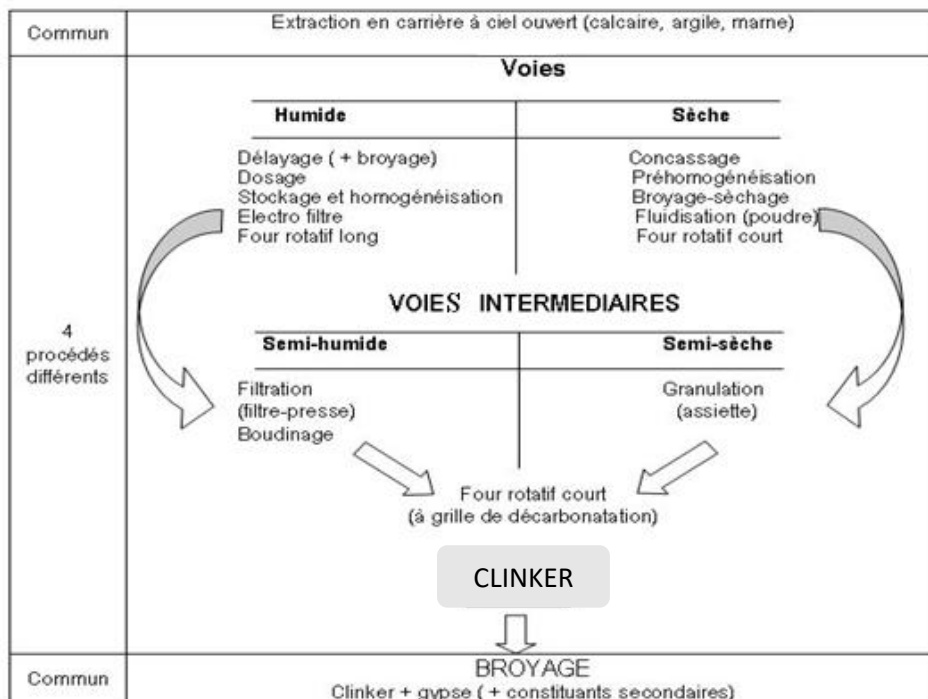 Commun
Extraction en carrière à ciel ouvert (calcaire, argile, marne)
4
procédés
différents
Voies
Humide
Sèche
Délayage ( + broyage)
Dosage
Stockage et homogénéisation
Electro filtre
Four rotatif long
Concassage
Préhomogénéisation
Broyage-sèchage
Fluidisation (poudre)
Four rotatif court
VOIES INTERMEDIAIRES
Semi-humide
Semi-sèche
Filtration
(filtre-presse)
Boudinage
Granulation
(assiette)
Four rotatif court
(à grille de décarbonatation)
CLINKER
Commun
BROYAGE
Clinker + gypse ( + constituants secondaires)